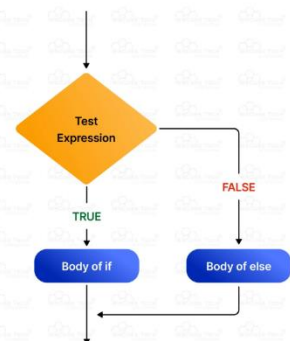 Test
Expression
FALSE
TRUE
Body of if
Body of else